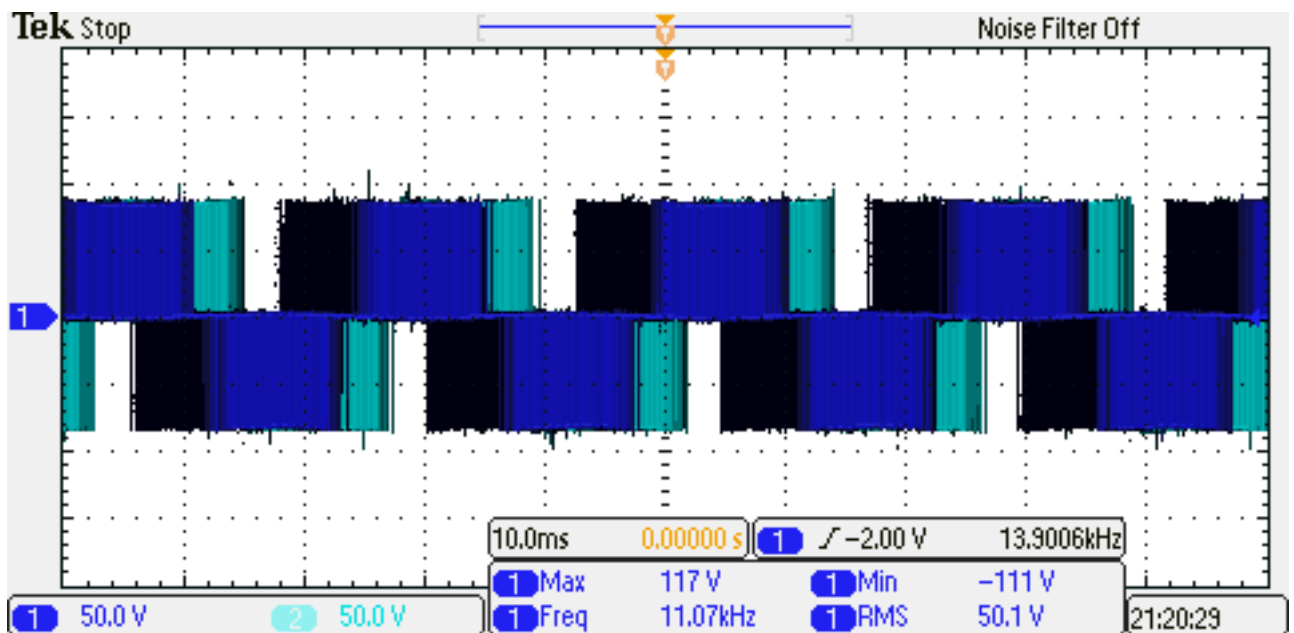 Tek Stop Noise Filter Off
T
T
1
10.0ms 0.00000 s 1 −2.00 V 13.9006kHz
1 Max 117 V 1 Min −111 V
1 Freq 11.07kHz 1 RMS 50.1 V
1 50.0 V 2 50.0 V 21:20:29